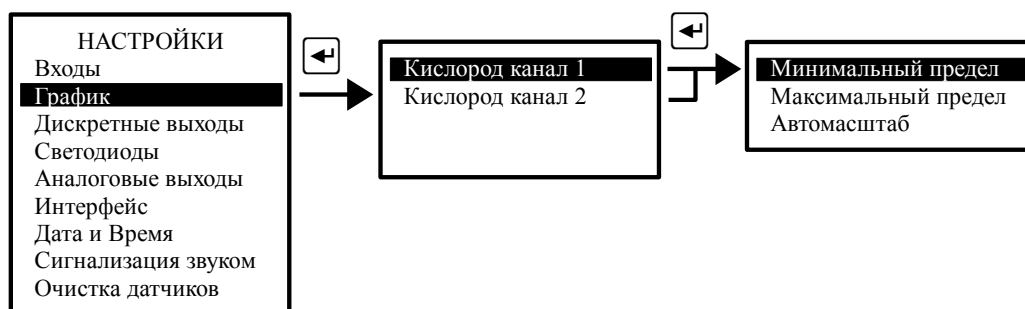 НАСТРОЙКИ
Входы
График
Дискретные выходы
Светодиоды
Аналоговые выходы
Интерфейс
Дата и Время
Сигнализация звуком
Очистка датчиков
Кислород канал 1
Кислород канал 2
Минимальный предел
Максимальный предел
Автомасштаб